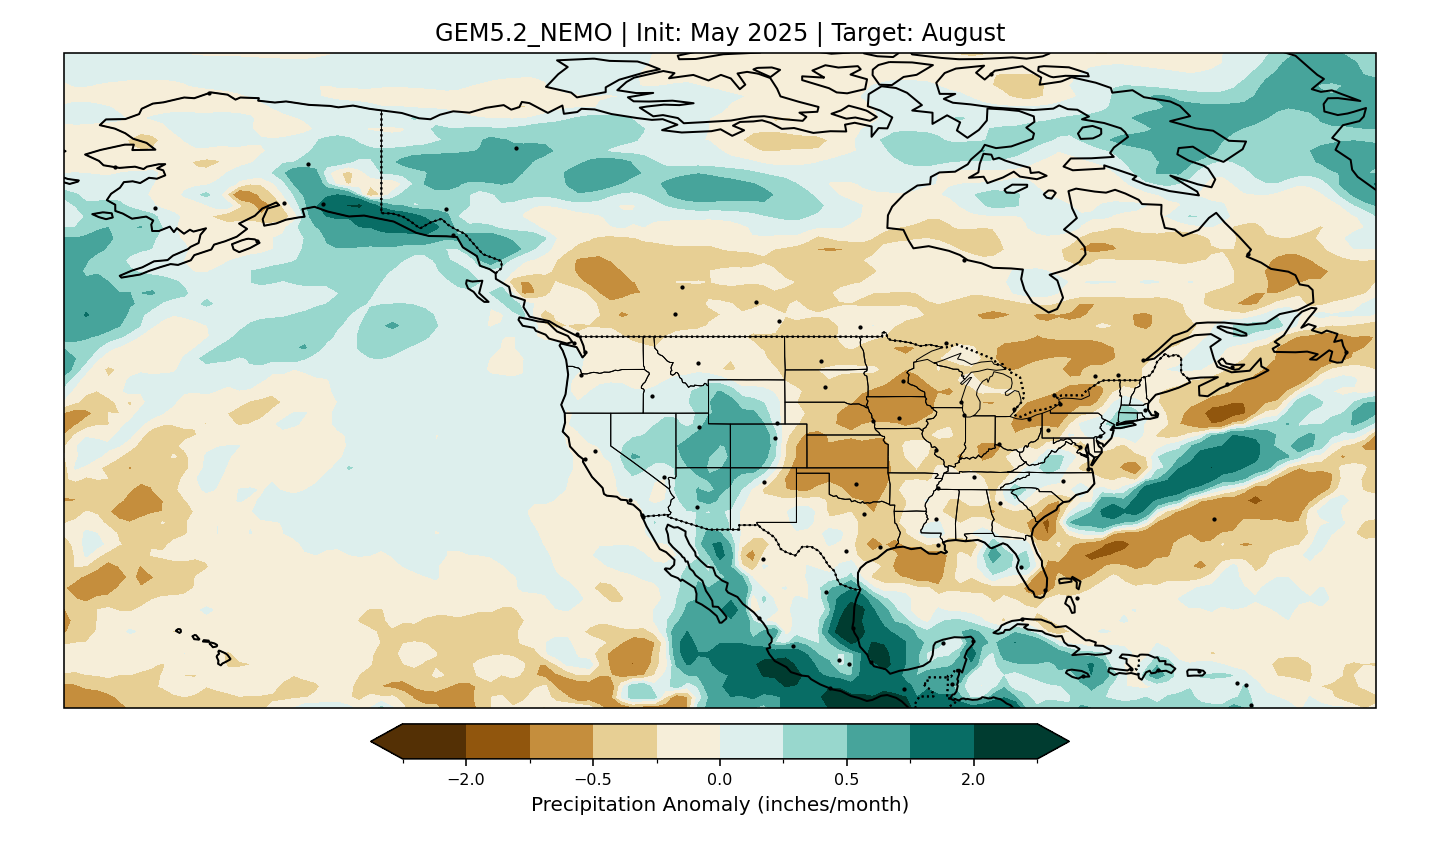 GEM5.2_NEMO | Init: May 2025 | Target: August
−2.0 −0.5 0.0 0.5 2.0
Precipitation Anomaly (inches/month)